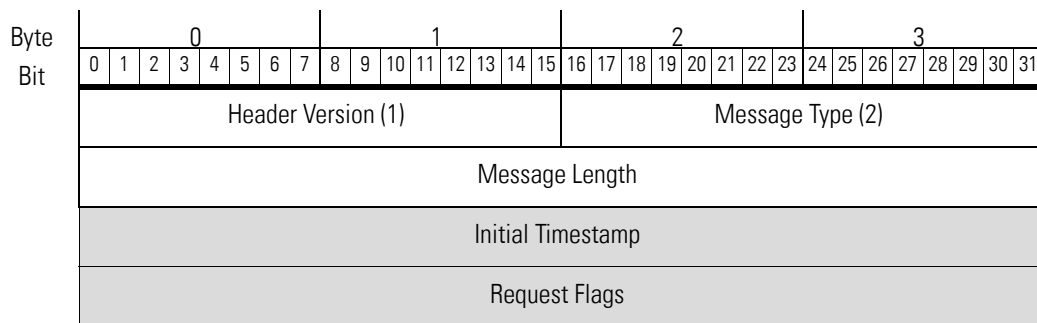 Byte 0 1 2 3
Bit 0 1 2 3 4 5 6 7 8 9 10 11 12 13 14 15 16 17 18 19 20 21 22 23 24 25 26 27 28 29 30 31
Header Version (1) Message Type (2)
Message Length
Initial Timestamp
Request Flags